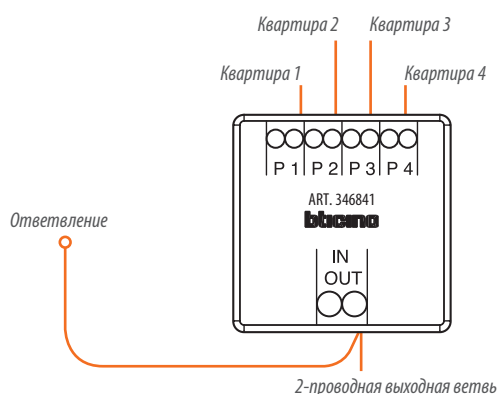 Квартира 2
Квартира 3
Квартира 1
Квартира 4
P 1 P 2 P 3 P 4
ART. 346841
bticino
Ответвление
IN
OUT
2-проводная выходная ветвь